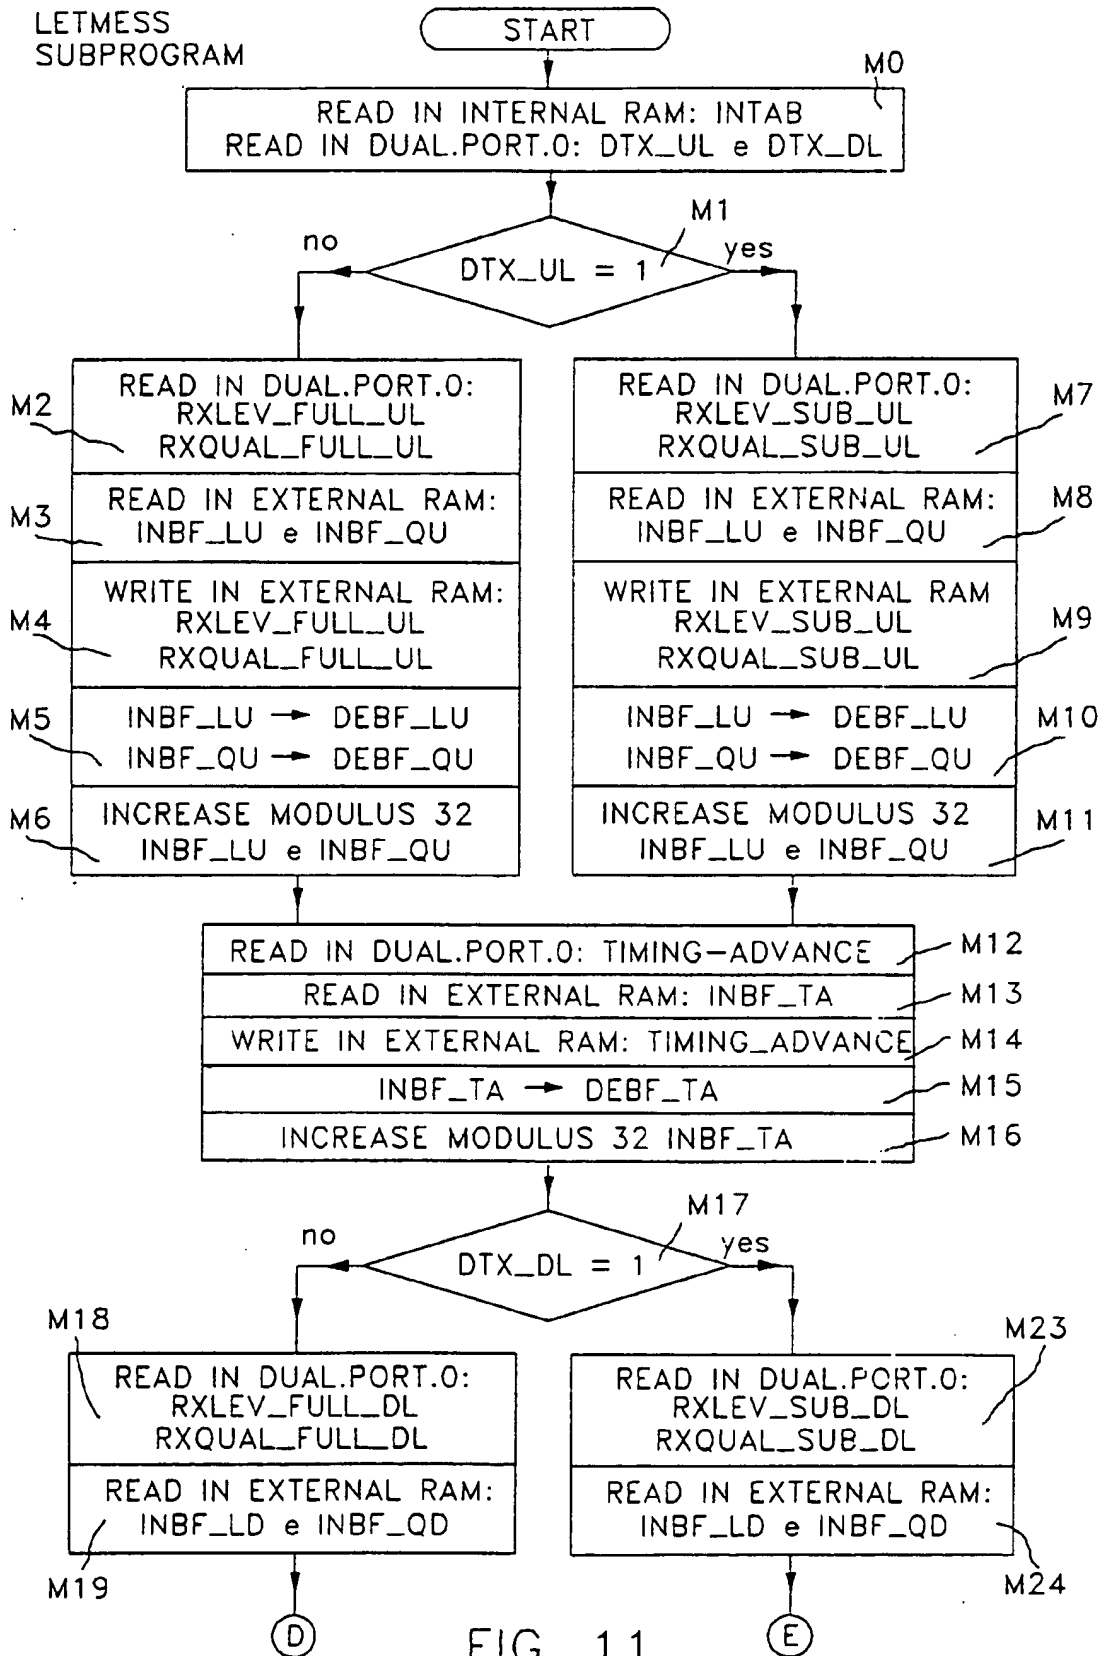 LETMESS
SUBPROGRAM
START
M0
READ IN INTERNAL RAM: INTAB
READ IN DUAL.PORT.0: DTX_UL e DTX_DL
M1
no
DTX_UL = 1
yes
M2
READ IN DUAL.PORT.0:
RXLEV_FULL_UL
RXQUAL_FULL_UL
M3
READ IN EXTERNAL RAM:
INBF_LU e INBF_QU
M4
WRITE IN EXTERNAL RAM:
RXLEV_FULL_UL
RXQUAL_FULL_UL
M5
INBF_LU → DEBF_LU
INBF_QU → DEBF_QU
M6
INCREASE MODULUS 32
INBF_LU e INBF_QU
READ IN DUAL.PORT.0:
RXLEV_SUB_UL
RXQUAL_SUB_UL
M7
READ IN EXTERNAL RAM:
INBF_LU e INBF_QU
M8
WRITE IN EXTERNAL RAM
RXLEV_SUB_UL
RXQUAL_SUB_UL
M9
INBF_LU → DEBF_LU
INBF_QU → DEBF_QU
M10
INCREASE MODULUS 32
INBF_LU e INBF_QU
M11
READ IN DUAL.PORT.0: TIMING-ADVANCE
M12
READ IN EXTERNAL RAM: INBF_TA
M13
WRITE IN EXTERNAL RAM: TIMING_ADVANCE
M14
INBF_TA → DEBF_TA
M15
INCREASE MODULUS 32 INBF_TA
M16
M17
no
DTX_DL = 1
yes
M18
READ IN DUAL.PORT.0:
RXLEV_FULL_DL
RXQUAL_FULL_DL
READ IN EXTERNAL RAM:
INBF_LD e INBF_QD
M19
D
M23
READ IN DUAL.PORT.0:
RXLEV_SUB_DL
RXQUAL_SUB_DL
READ IN EXTERNAL RAM:
INBF_LD e INBF_QD
M24
E
FIG. 11